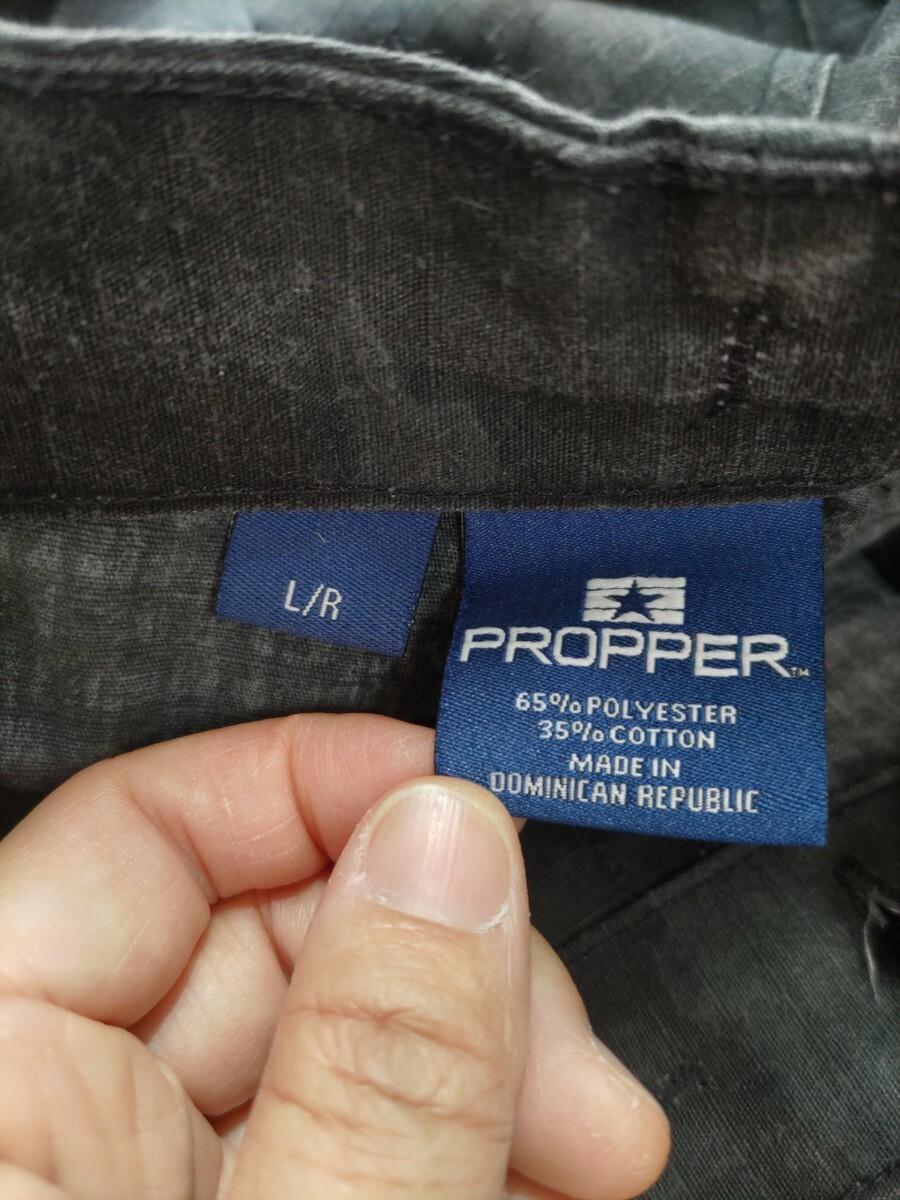 L/R
PROPPER™
65% POLYESTER
35% COTTON
MADE IN
DOMINICAN REPUBLIC